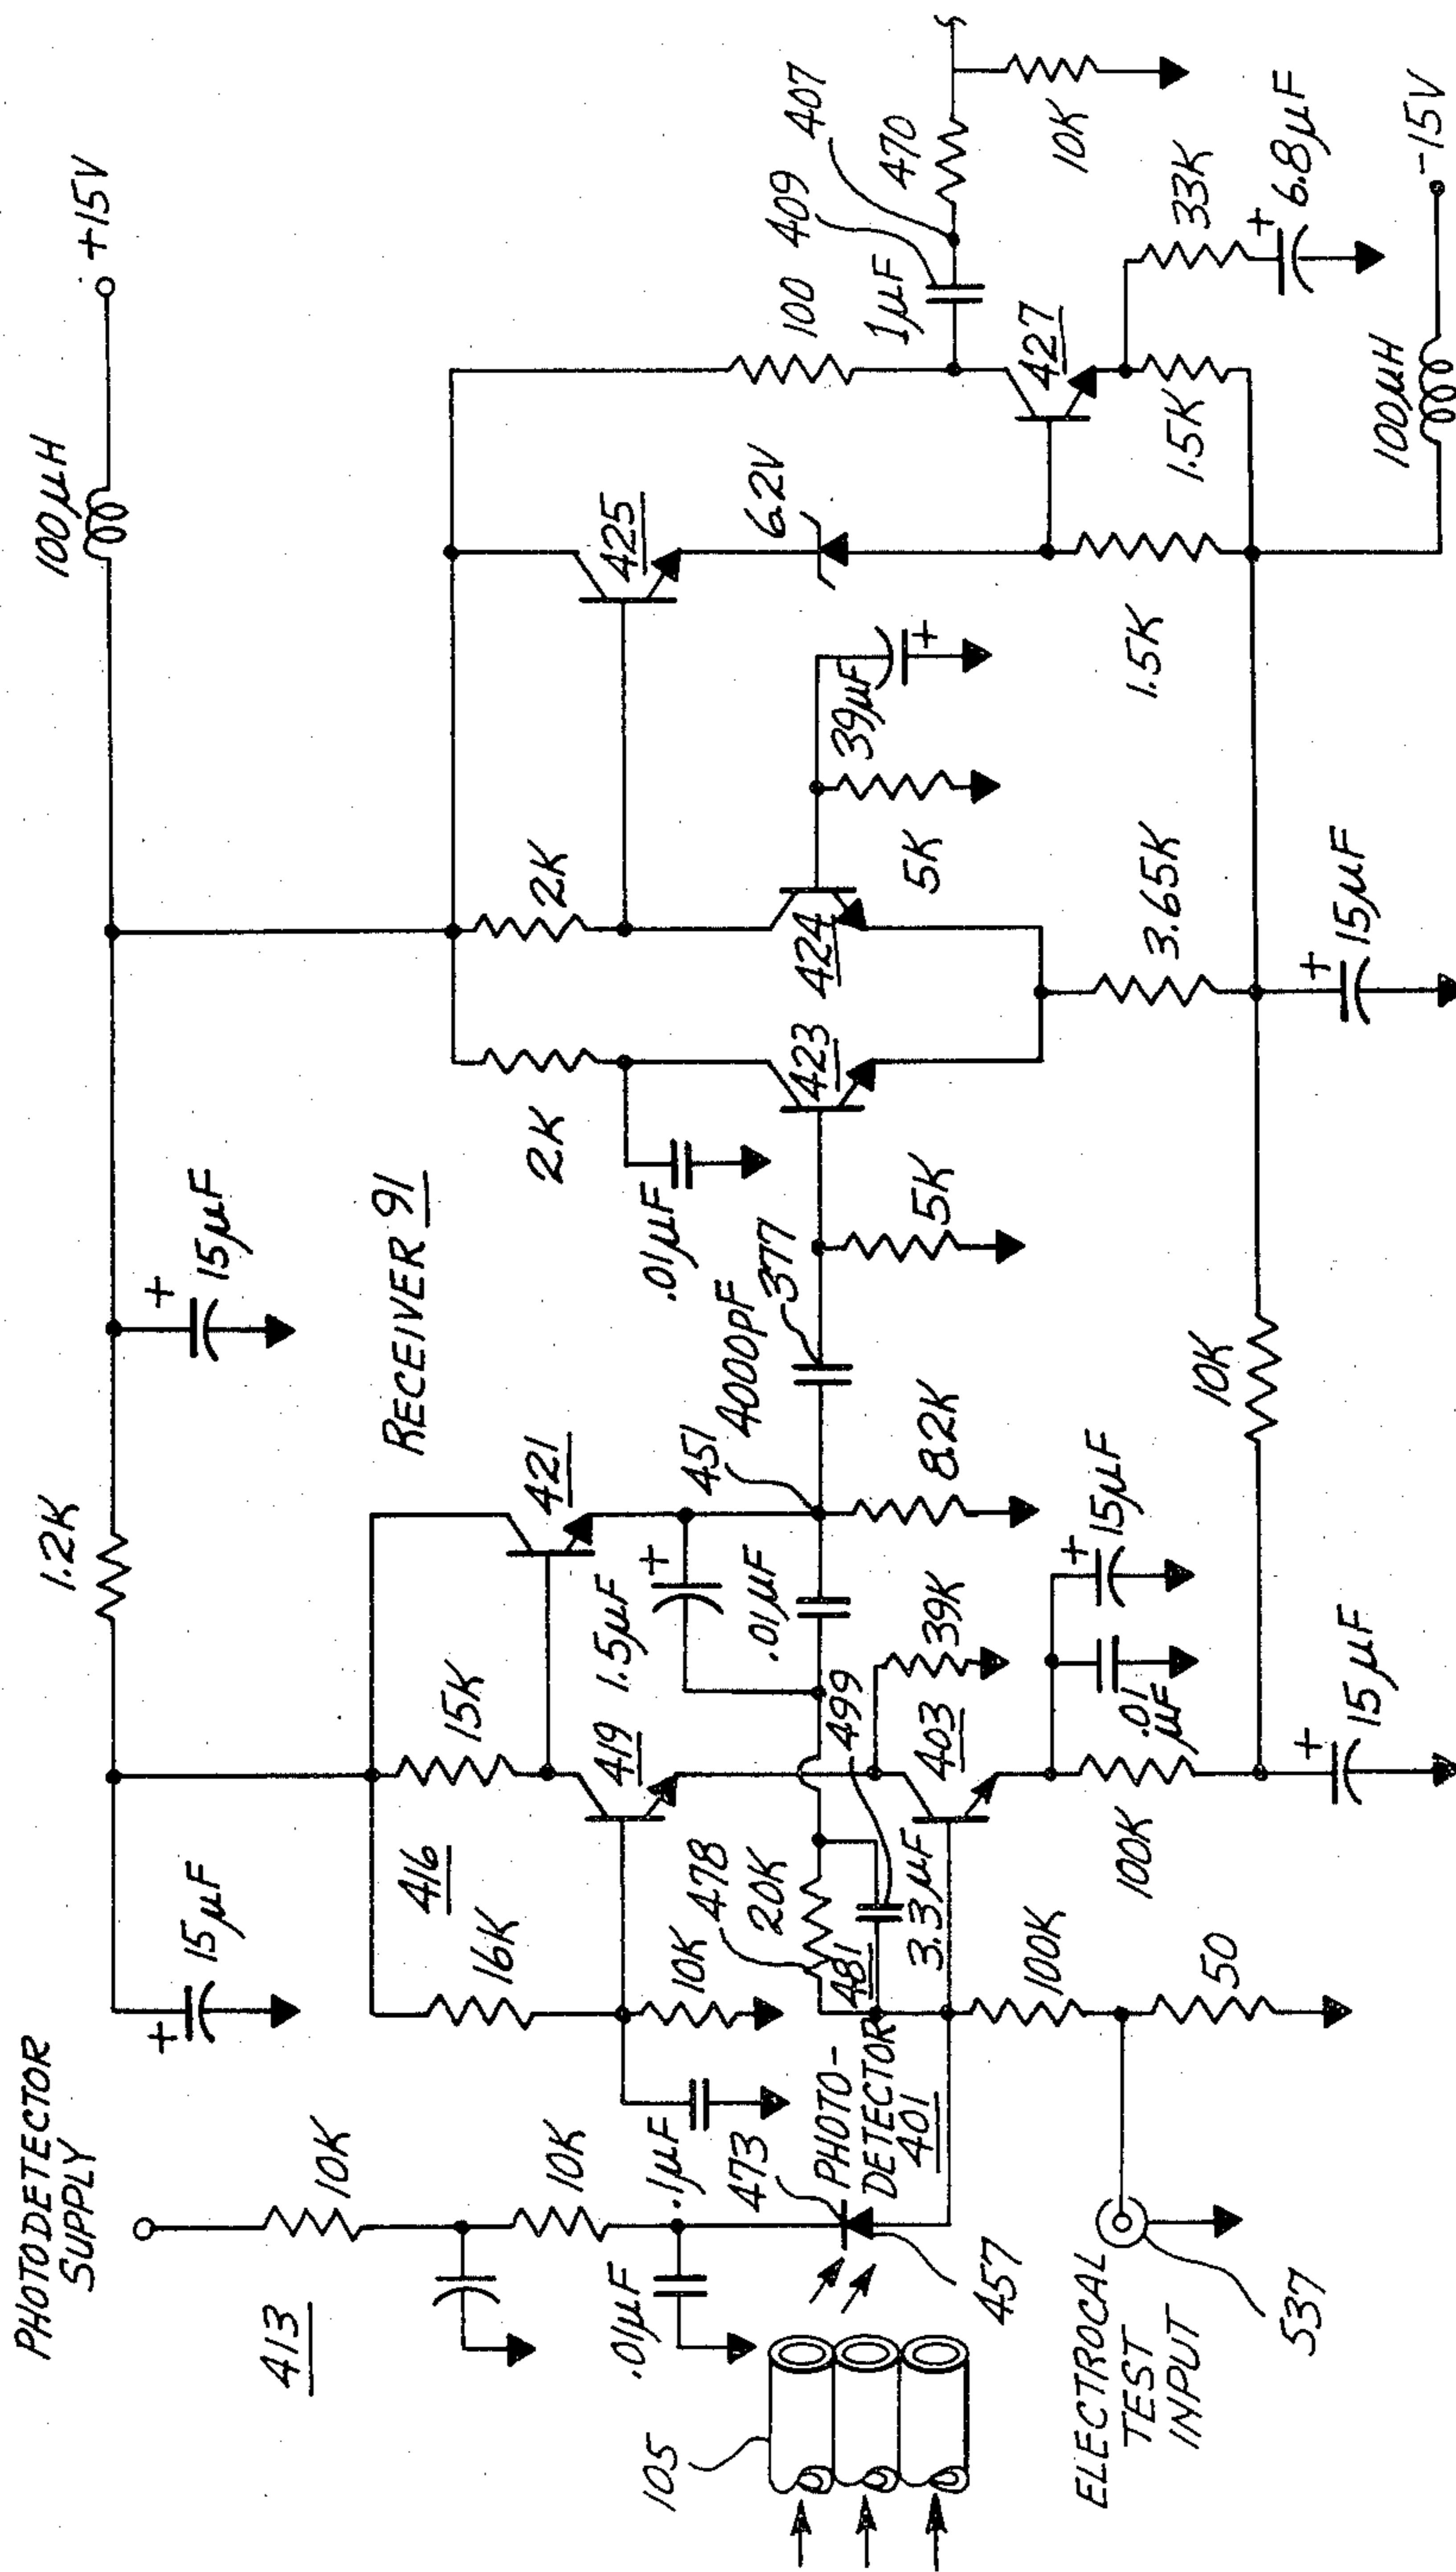 PHOTODETECTOR
SUPPLY
413
10K
10K
.01µF
.1µF
473
PHOTO-
DETECTOR
401
457
105
ELECTROCAL
TEST
INPUT
537
15µF
+
16K
416
10K
478
20K
481
3.3µF
499
100K
50
1.2K
15K
419
421
1.5µF
+
.01µF
451
39K
403
100K
.01
µF
15µF
+
15µF
+
8.2K
4000pF
377
RECEIVER 91
15µF
+
10K
5K
2K
.01µF
423
2K
424
5K
39µF
+
3.65K
15µF
+
425
6.2V
1.5K
427
1.5K
100
1µF
409
407
470
10K
33K
6.8µF
+
100µH
+15V
100µH
-15V